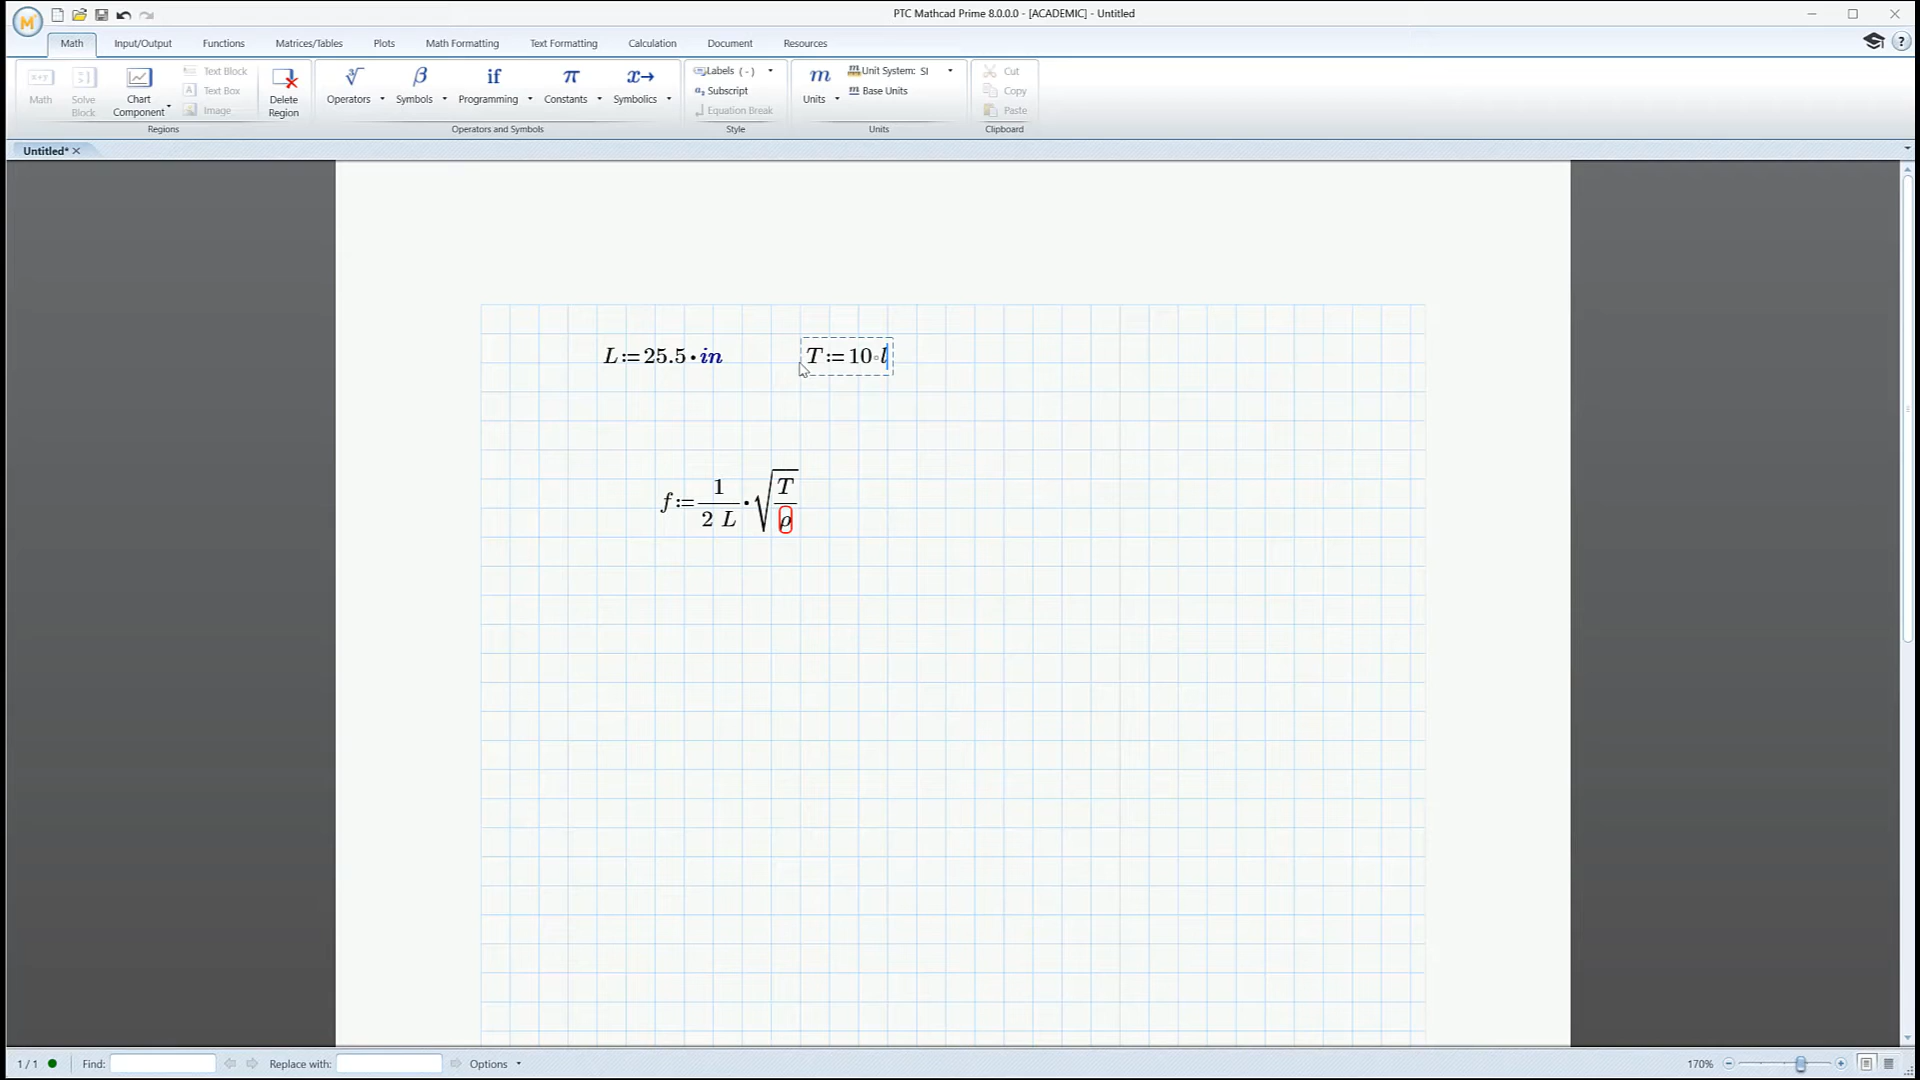 PTC Mathcad Prime 8.0.0.0 - [ACADEMIC] - Untitled
Math Input/Output Functions Matrices/Tables Plots Math Formatting Text Formatting Calculation Document Resources
Math Solve Block Chart Component Text Block Text Box Image Delete Region
Operators Symbols Programming Constants Symbolics
Labels ( - ) Subscript Equation Break
Units Unit System: SI Base Units
Cut Copy Paste
Regions Operators and Symbols Style Units Clipboard
Untitled*
L:=25.5·in T:=10·l
f:=1/(2 L)·√(T/ρ)
1 / 1 Find: Replace with: Options 170%